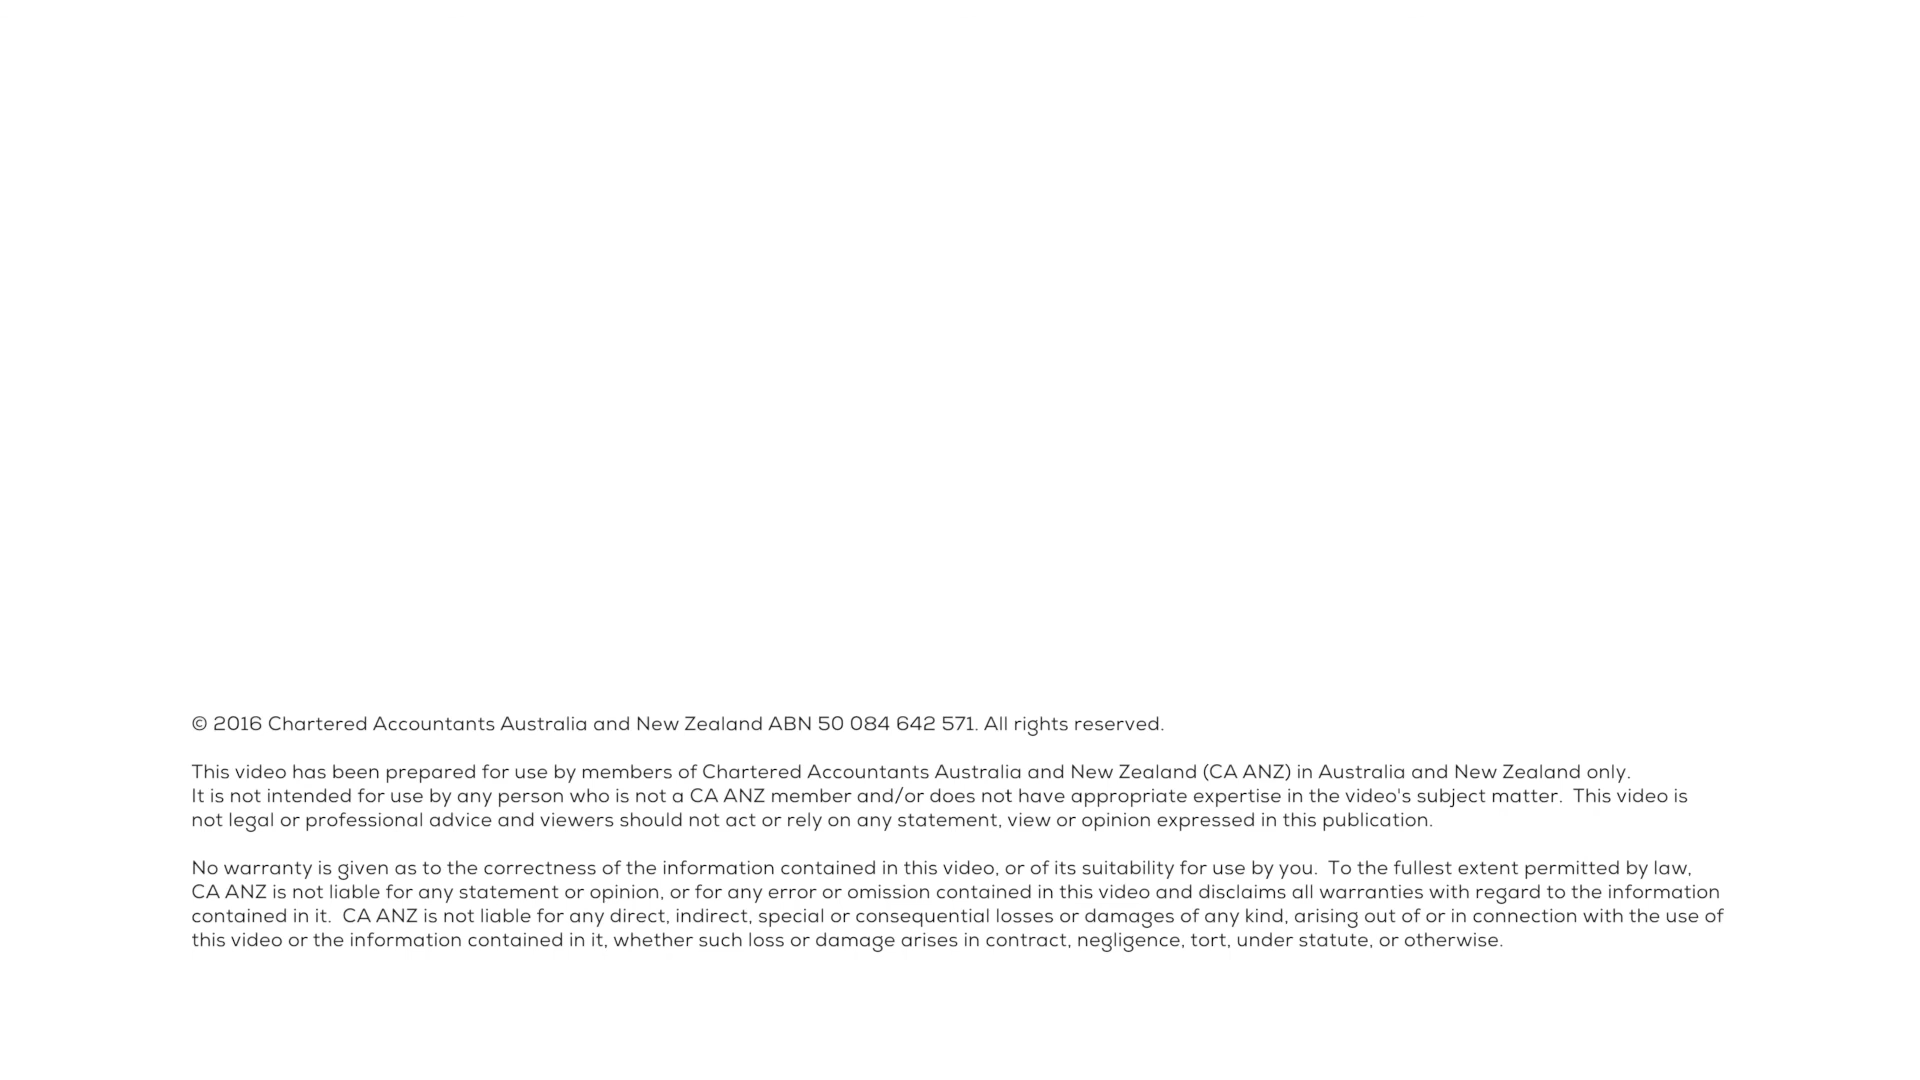 © 2016 Chartered Accountants Australia and New Zealand ABN 50 084 642 571. All rights reserved.
This video has been prepared for use by members of Chartered Accountants Australia and New Zealand (CA ANZ) in Australia and New Zealand only.
It is not intended for use by any person who is not a CA ANZ member and/or does not have appropriate expertise in the video's subject matter.  This video is
not legal or professional advice and viewers should not act or rely on any statement, view or opinion expressed in this publication.
No warranty is given as to the correctness of the information contained in this video, or of its suitability for use by you.  To the fullest extent permitted by law,
CA ANZ is not liable for any statement or opinion, or for any error or omission contained in this video and disclaims all warranties with regard to the information
contained in it.  CA ANZ is not liable for any direct, indirect, special or consequential losses or damages of any kind, arising out of or in connection with the use of
this video or the information contained in it, whether such loss or damage arises in contract, negligence, tort, under statute, or otherwise.